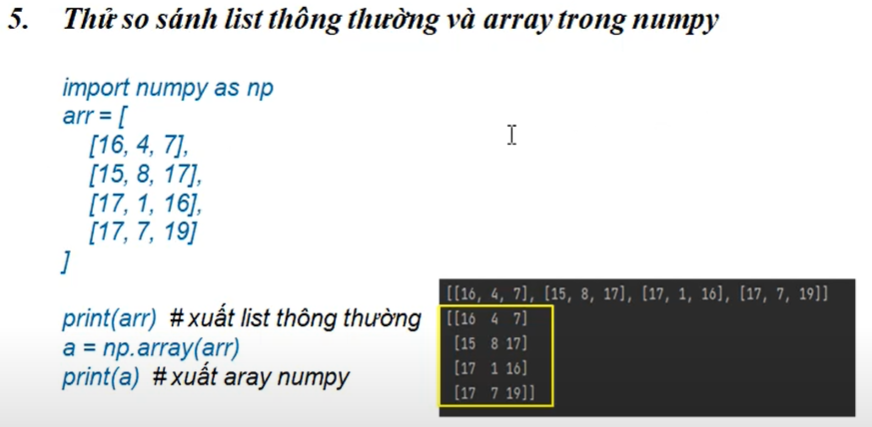 5. Thử so sánh list thông thường và array trong numpy
import numpy as np
arr = [
[16, 4, 7],
[15, 8, 17],
[17, 1, 16],
[17, 7, 19]
]
print(arr) #xuất list thông thường
a = np.array(arr)
print(a) #xuất aray numpy
[[16, 4, 7], [15, 8, 17], [17, 1, 16], [17, 7, 19]]
[[16 4 7]
[15 8 17]
[17 1 16]
[17 7 19]]